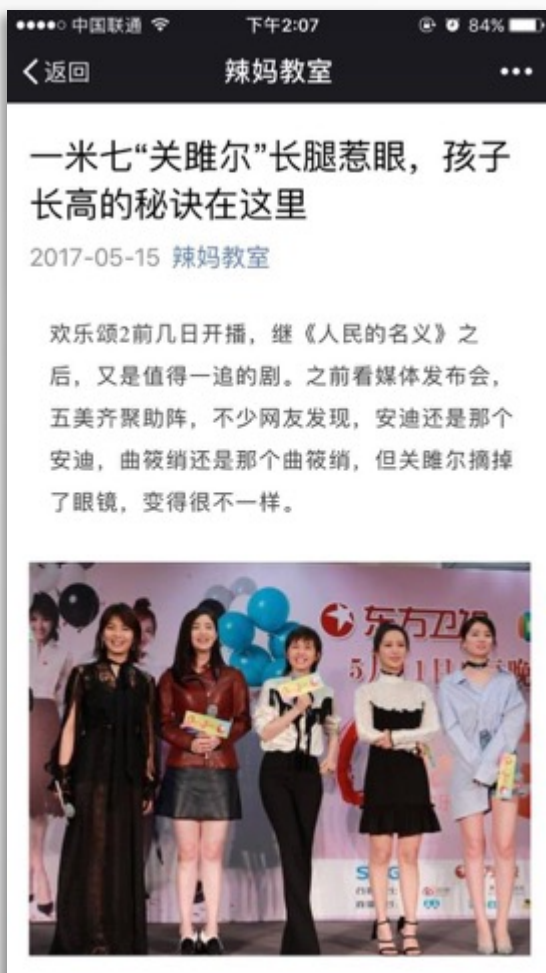 中国联通 下午2:07 84%
返回 辣妈教室
一米七“关雎尔”长腿惹眼，孩子
长高的秘诀在这里
2017-05-15 辣妈教室
欢乐颂2前几日开播，继《人民的名义》之
后，又是值得一追的剧。之前看媒体发布会，
五美齐聚助阵，不少网友发现，安迪还是那个
安迪，曲筱绡还是那个曲筱绡，但关雎尔摘掉
了眼镜，变得很不一样。
东方卫视